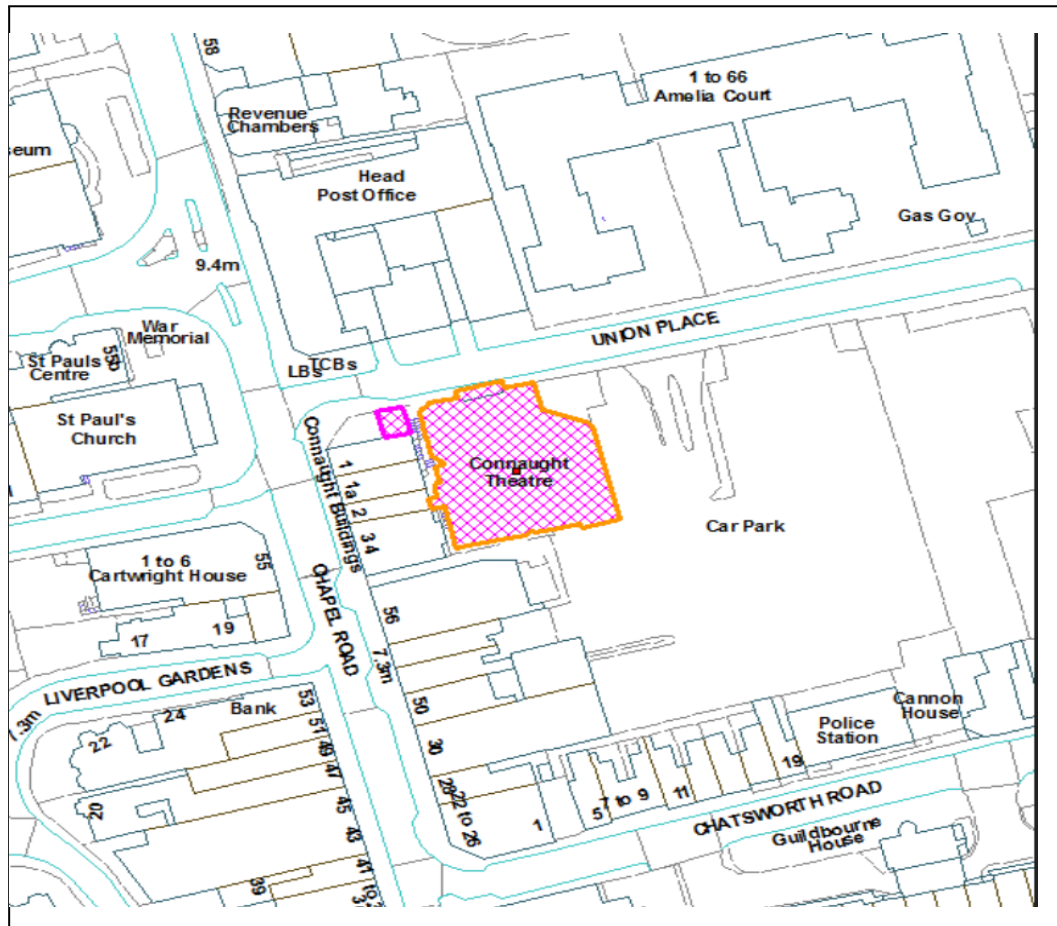 58
1 to 66
Amelia Court
Revenue
Chambers
seum
Head
Post Office
Gas Gov
9.4m
War
Memorial
UNION PLACE
St Pauls
Centre
55b
LBs
TCBs
St Paul's
Church
Connaught Buildings
1
1a
2
34
Connaught
Theatre
Car Park
1 to 6
Cartwright House
55
CHAPEL ROAD
56
17
19
7.3m
LIVERPOOL GARDENS
7.3m
24
Bank
53
51
49
47
50
Cannon
House
22
Police
Station
30
19
20
45
28
22 to 26
7 to 9
11
5
1
CHATSWORTH ROAD
43
Guildbourne
House
39